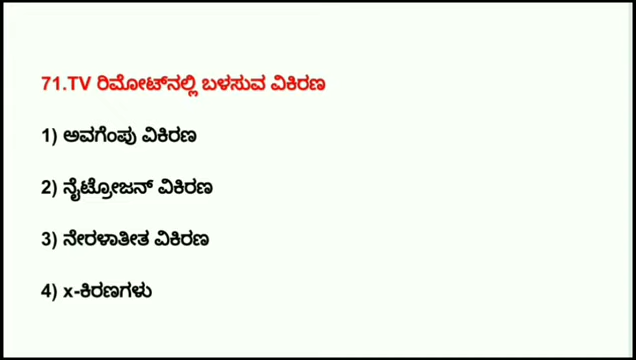 71.TV ರಿಮೋಟ್‌ನಲ್ಲಿ ಬಳಸುವ ವಿಕಿರಣ
1) ಅವಗೆಂಪು ವಿಕಿರಣ
2) ನೈಟ್ರೋಜನ್ ವಿಕಿರಣ
3) ನೇರಳಾತೀತ ವಿಕಿರಣ
4) x-ಕಿರಣಗಳು